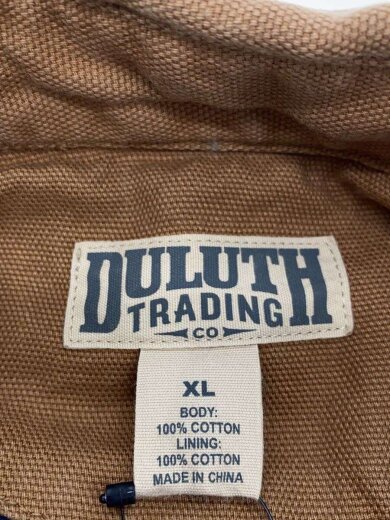 DULUTH
TRADING
CO
XL
BODY:
100% COTTON
LINING:
100% COTTON
MADE IN CHINA